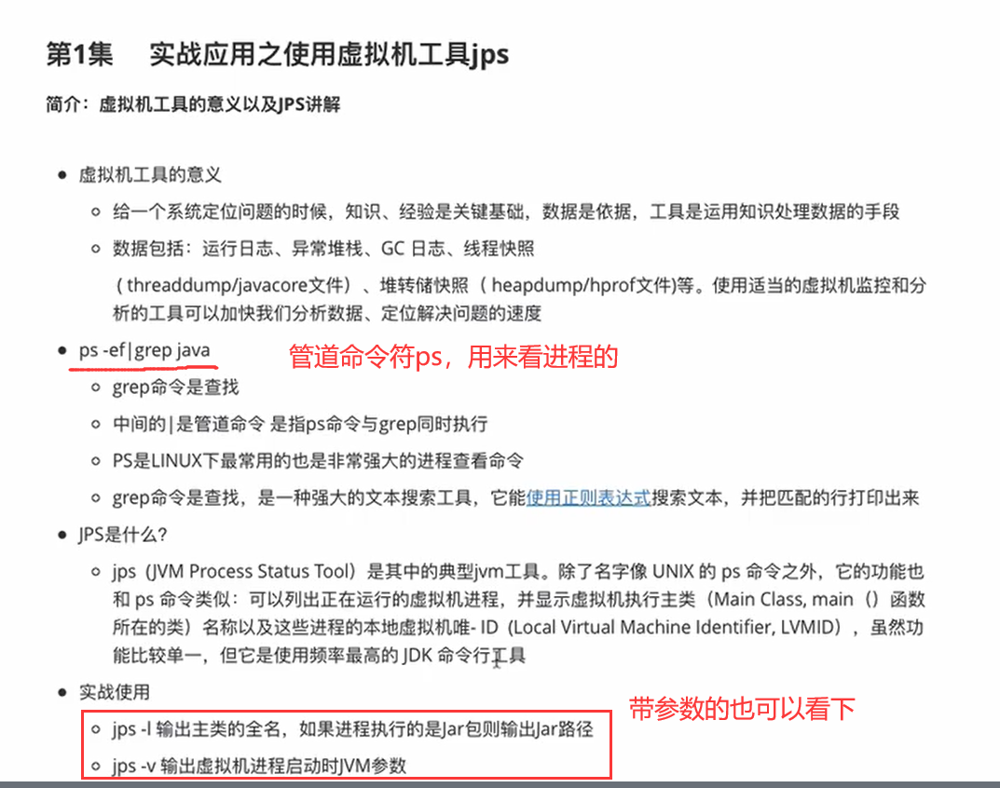 第1集 实战应用之使用虚拟机工具jps
简介：虚拟机工具的意义以及JPS讲解
虚拟机工具的意义
给一个系统定位问题的时候，知识、经验是关键基础，数据是依据，工具是运用知识处理数据的手段
数据包括：运行日志、异常堆栈、GC 日志、线程快照
（threaddump/javacore文件）、堆转储快照（ heapdump/hprof文件)等。使用适当的虚拟机监控和分
析的工具可以加快我们分析数据、定位解决问题的速度
ps -ef|grep java
管道命令符ps，用来看进程的
grep命令是查找
中间的|是管道命令 是指ps命令与grep同时执行
PS是LINUX下最常用的也是非常强大的进程查看命令
grep命令是查找，是一种强大的文本搜索工具，它能使用正则表达式搜索文本，并把匹配的行打印出来
JPS是什么?
jps（JVM Process Status Tool）是其中的典型jvm工具。除了名字像 UNIX 的 ps 命令之外，它的功能也
和 ps 命令类似：可以列出正在运行的虚拟机进程，并显示虚拟机执行主类（Main Class, main（）函数
所在的类）名称以及这些进程的本地虚拟机唯- ID（Local Virtual Machine Identifier, LVMID），虽然功
能比较单一，但它是使用频率最高的 JDK 命令行工具
实战使用
带参数的也可以看下
jps -l 输出主类的全名，如果进程执行的是Jar包则输出Jar路径
jps -v 输出虚拟机进程启动时JVM参数